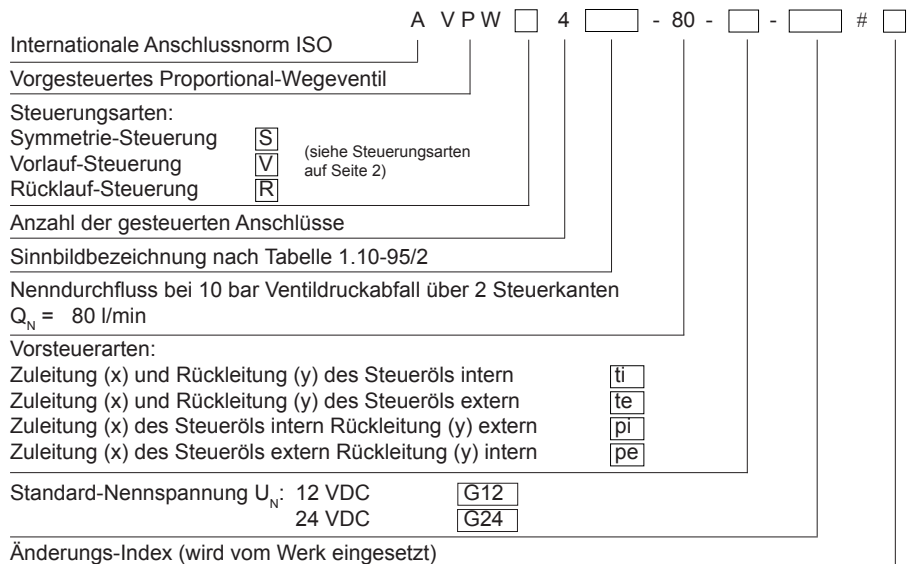 A V P W 4 - 80 - - #
Internationale Anschlussnorm ISO
Vorgesteuertes Proportional-Wegeventil
Steuerungsarten:
Symmetrie-Steuerung S
Vorlauf-Steuerung V
Rücklauf-Steuerung R
(siehe Steuerungsarten
auf Seite 2)
Anzahl der gesteuerten Anschlüsse
Sinnbildbezeichnung nach Tabelle 1.10-95/2
Nenndurchfluss bei 10 bar Ventildruckabfall über 2 Steuerkanten
QN = 80 l/min
Vorsteuerarten:
Zuleitung (x) und Rückleitung (y) des Steueröls intern ti
Zuleitung (x) und Rückleitung (y) des Steueröls extern te
Zuleitung (x) des Steueröls intern Rückleitung (y) extern pi
Zuleitung (x) des Steueröls extern Rückleitung (y) intern pe
Standard-Nennspannung UN: 12 VDC G12
24 VDC G24
Änderungs-Index (wird vom Werk eingesetzt)